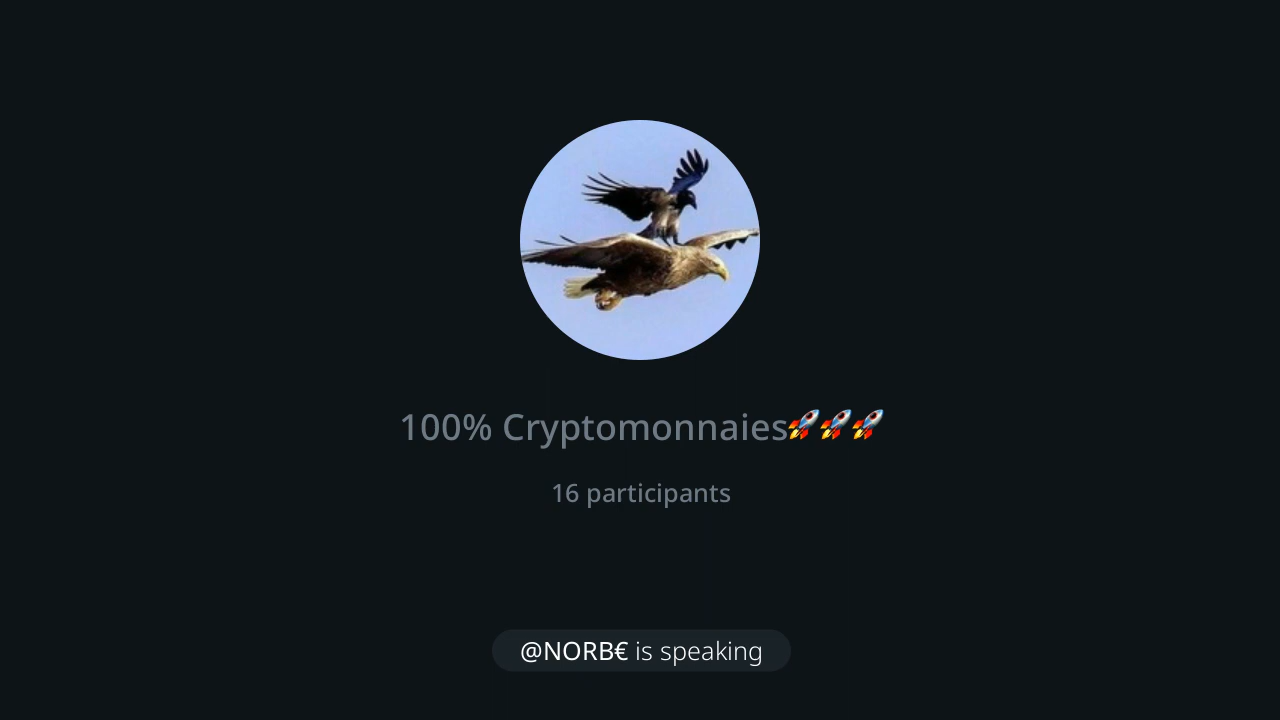 100% Cryptomonnaies🚀🚀🚀
16 participants
@NORB€ is speaking